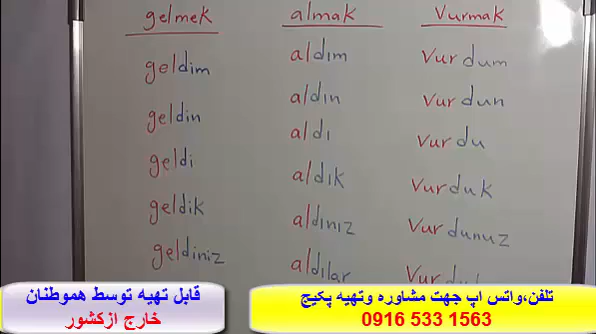 gelmek almak vurmak
geldim aldım vurdum
geldin aldın vurdun
geldi aldı vurdu
geldik aldık vurduk
geldiniz aldınız vurdunuz
aldılar
قابل تهیه توسط هموطنان
خارج ازکشور
تلفن،واتس اپ جهت مشاوره وتهیه پکیج
0916 533 1563